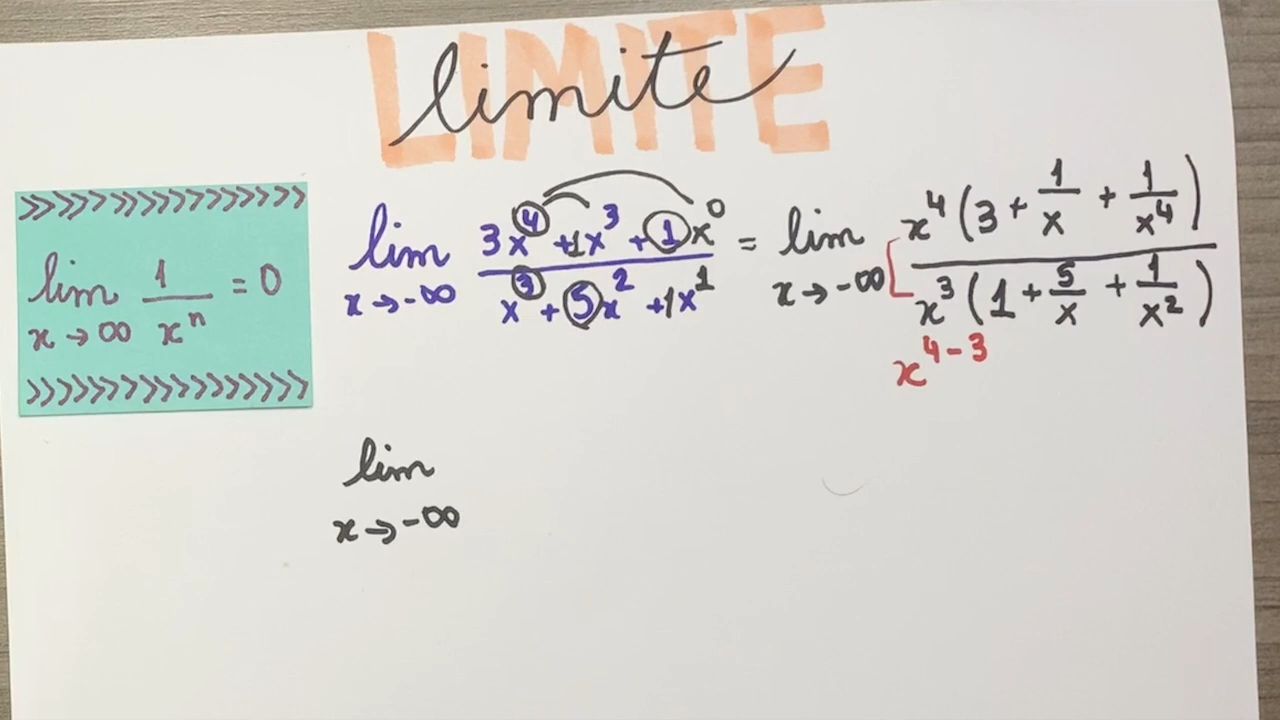 LIMITE
limite
>>>>>>>>>>>>>>>>
lim 1/xⁿ = 0
x→∞
>>>>>>>>>>>>>>>>
lim (3x⁴ + 1x³ + 1x⁰)/(x³ + 5x² + 1x¹) = lim x⁴(3 + 1/x + 1/x⁴)/x³(1 + 5/x + 1/x²)
x→-∞ x→-∞
x⁴⁻³
lim
x→-∞